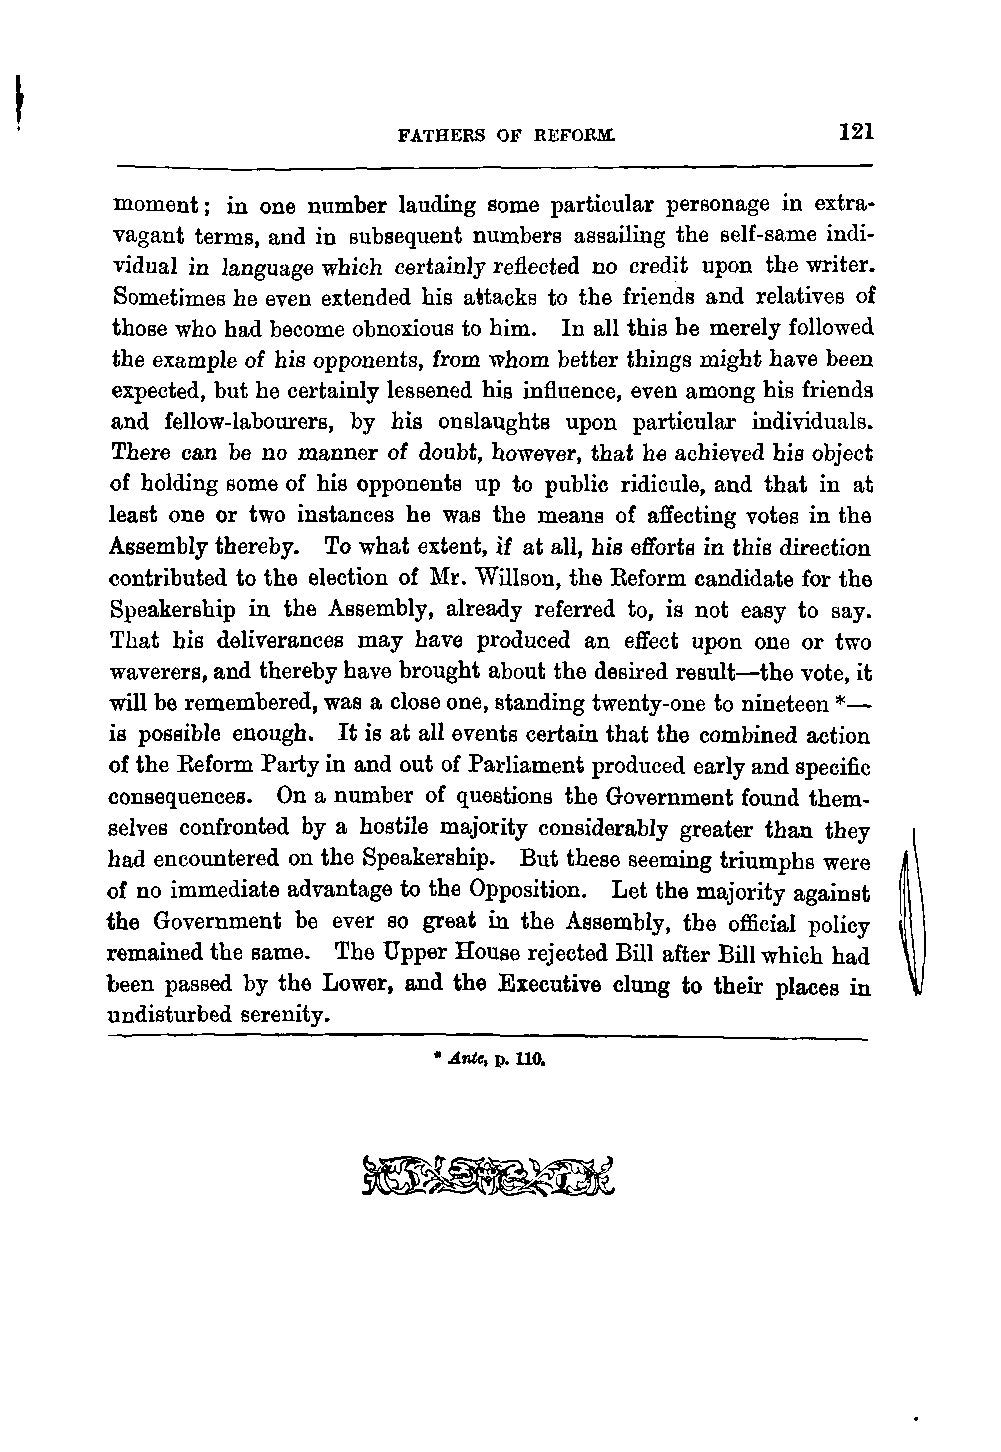 FATHERS OF REFORM. 121
moment; in one number lauding some particular personage in extra-
vagant terms, and in subsequent numbers assailing the self-same indi-
vidual in language which certainly reflected no credit upon the writer.
Sometimes he even extended his attacks to the friends and relatives of
those who had become obnoxious to him. In all this he merely followed
the example of his opponents, from whom better things might have been
expected, but he certainly lessened his influence, even among his friends
and fellow-labourers, by his onslaughts upon particular individuals.
There can be no manner of doubt, however, that he achieved his object
of holding some of his opponents up to public ridicule, and that in at
least one or two instances he was the means of affecting votes in the
Assembly thereby. To what extent, if at all, his efforts in this direction
contributed to the election of Mr. Willson, the Reform candidate for the
Speakership in the Assembly, already referred to, is not easy to say.
That his deliverances may have produced an effect upon one or two
waverers, and thereby have brought about the desired result—the vote, it
will be remembered, was a close one, standing twenty-one to nineteen *—
is possible enough. It is at all events certain that the combined action
of the Reform Party in and out of Parliament produced early and specific
consequences. On a number of questions the Government found them-
selves confronted by a hostile majority considerably greater than they
had encountered on the Speakership. But these seeming triumphs were
of no immediate advantage to the Opposition. Let the majority against
the Government be ever so great in the Assembly, the official policy
remained the same. The Upper House rejected Bill after Bill which had
been passed by the Lower, and the Executive clung to their places in
undisturbed serenity.
* Ante, p. 110.